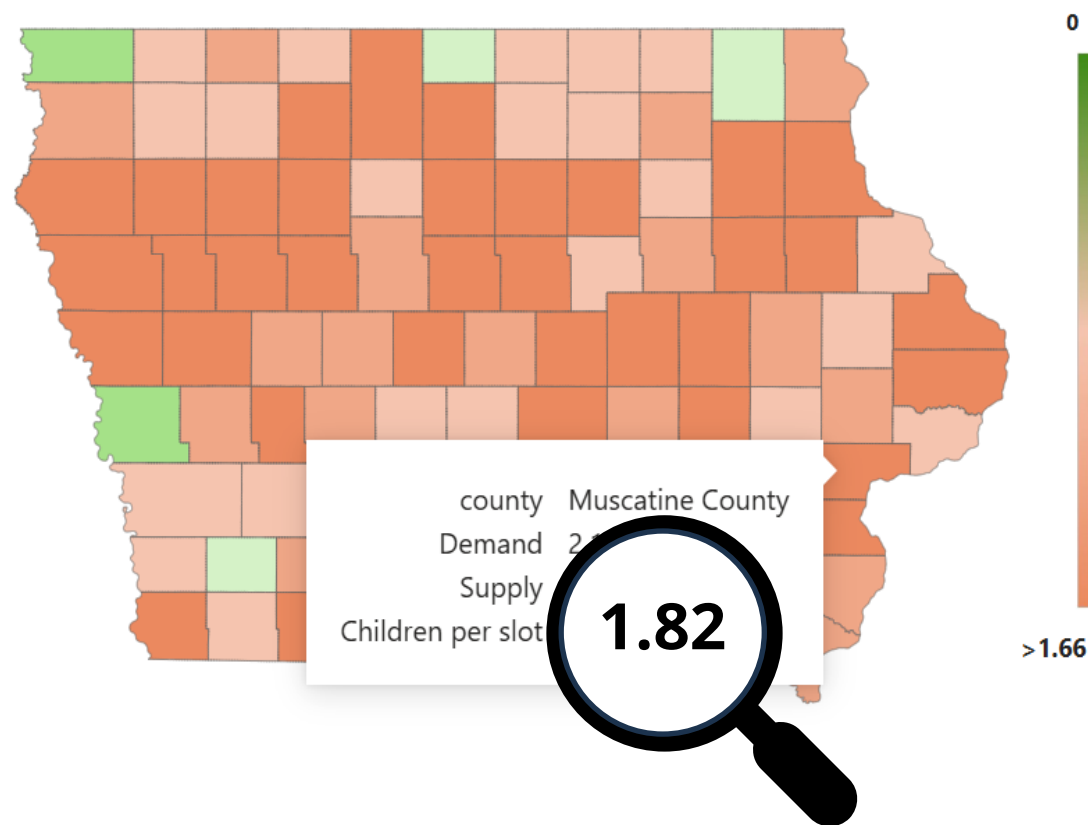 0
county Muscatine County
Demand
Supply
Children per slot
1.82
>1.66